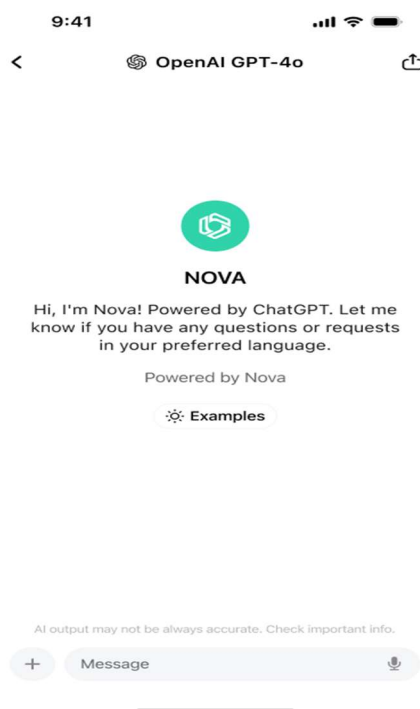 9:41
OpenAI GPT-4o
NOVA
Hi, I'm Nova! Powered by ChatGPT. Let me
know if you have any questions or requests
in your preferred language.
Powered by Nova
Examples
AI output may not be always accurate. Check important info.
Message